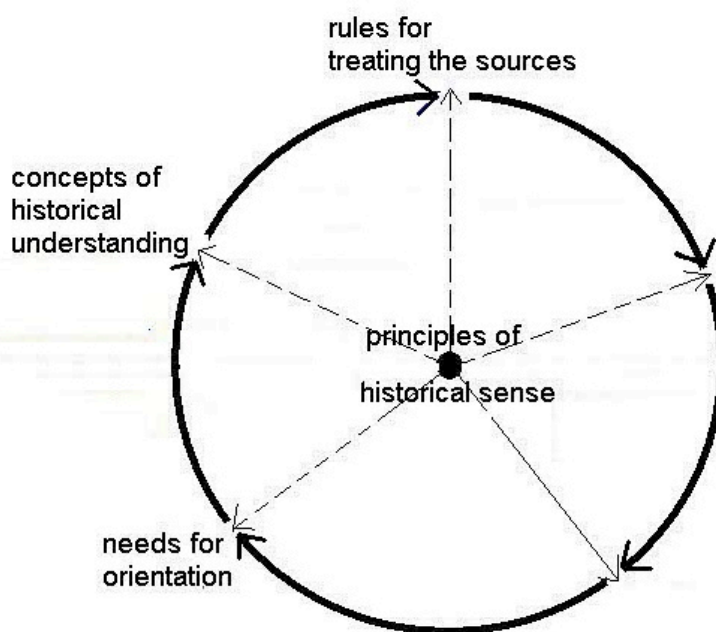 rules for
treating the sources
concepts of
historical
understanding
principles of
historical sense
needs for
orientation